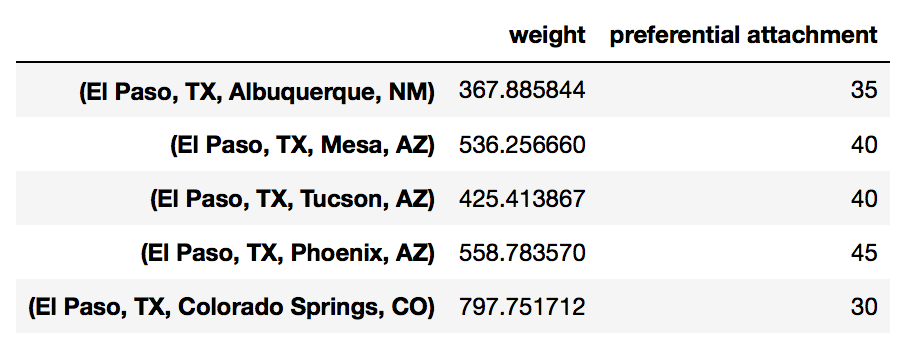 weight preferential attachment
(El Paso, TX, Albuquerque, NM) 367.885844 35
(El Paso, TX, Mesa, AZ) 536.256660 40
(El Paso, TX, Tucson, AZ) 425.413867 40
(El Paso, TX, Phoenix, AZ) 558.783570 45
(El Paso, TX, Colorado Springs, CO) 797.751712 30